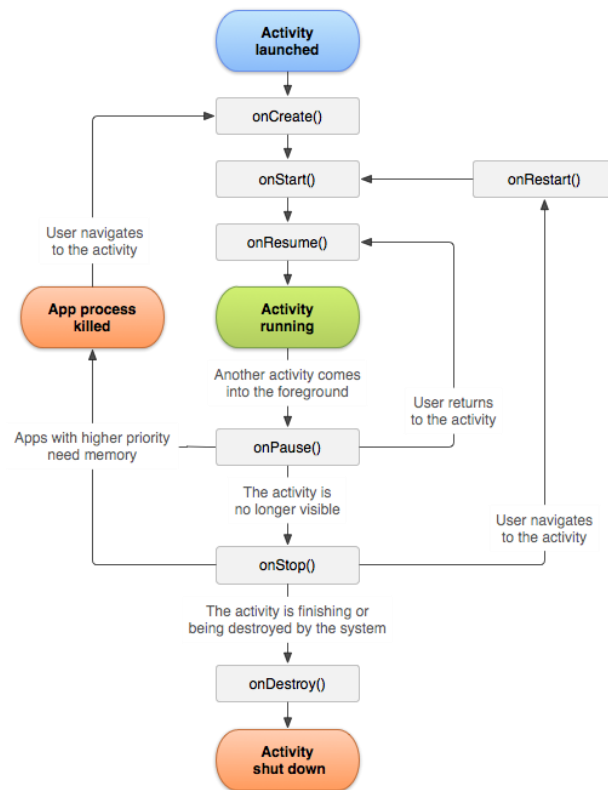 Activity
launched
onCreate()
onStart()
onRestart()
User navigates
to the activity
onResume()
App process
killed
Activity
running
Another activity comes
into the foreground
User returns
to the activity
Apps with higher priority
need memory
onPause()
The activity is
no longer visible
User navigates
to the activity
onStop()
The activity is finishing or
being destroyed by the system
onDestroy()
Activity
shut down